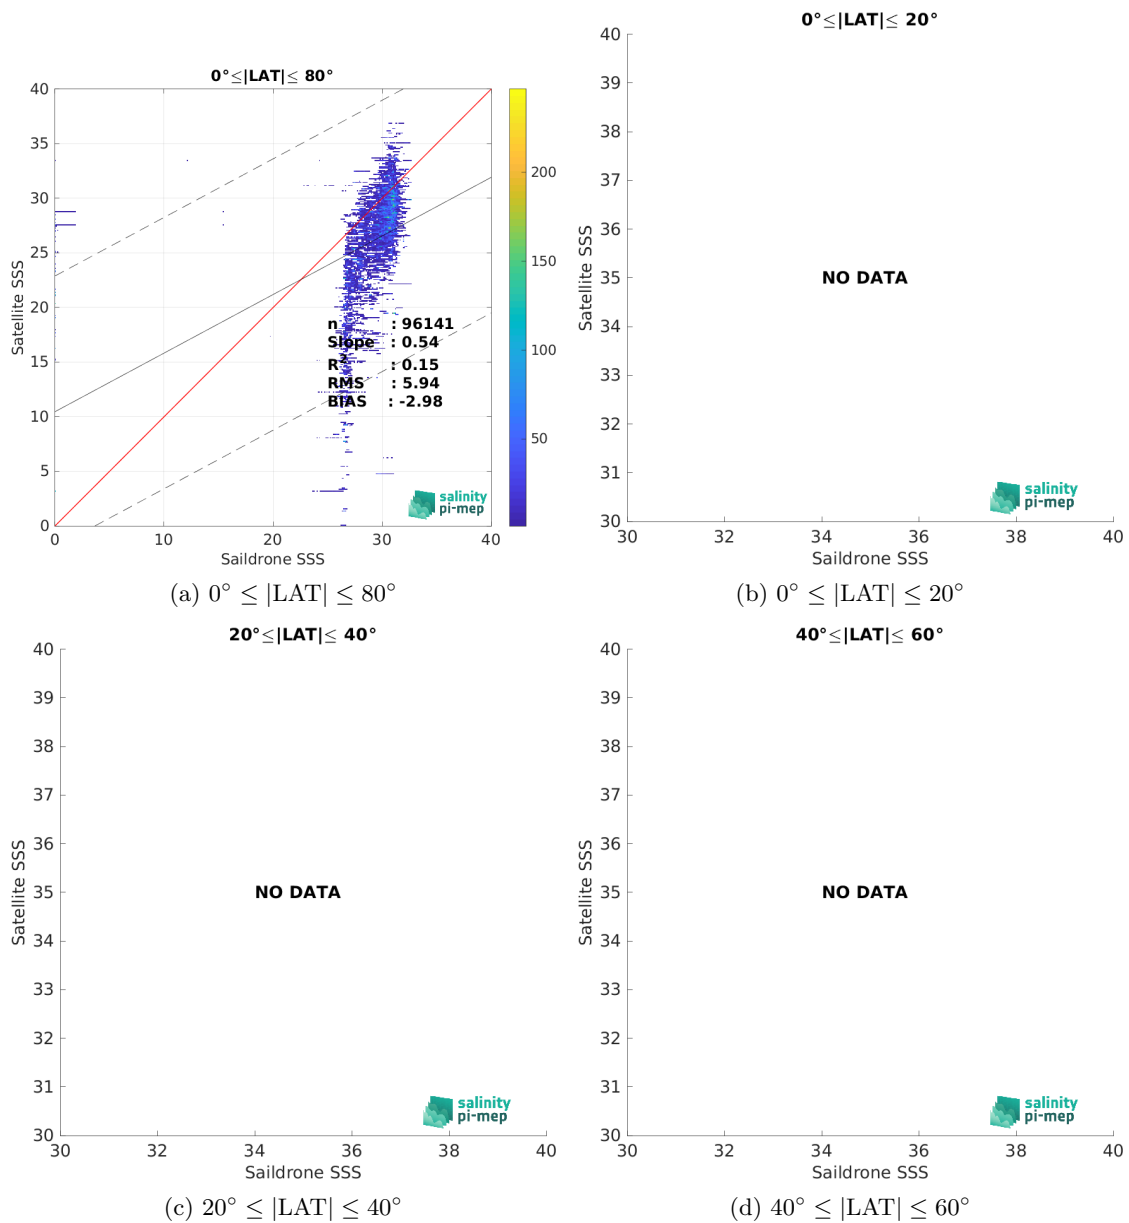 0°≤|LAT|≤ 80°
40
35
30
25
20
15
10
5
0
Satellite SSS
0
10
20
30
40
Saildrone SSS
200
150
100
50
n : 96141
Slope : 0.54
R² : 0.15
RMS : 5.94
BIAS : -2.98
salinity
pi-mep
(a) 0° ≤ |LAT| ≤ 80°
0°≤|LAT|≤ 20°
40
39
38
37
36
35
34
33
32
31
30
Satellite SSS
NO DATA
30
32
34
36
38
40
Saildrone SSS
salinity
pi-mep
(b) 0° ≤ |LAT| ≤ 20°
20°≤|LAT|≤ 40°
40
39
38
37
36
35
34
33
32
31
30
Satellite SSS
NO DATA
30
32
34
36
38
40
Saildrone SSS
salinity
pi-mep
(c) 20° ≤ |LAT| ≤ 40°
40°≤|LAT|≤ 60°
40
39
38
37
36
35
34
33
32
31
30
Satellite SSS
NO DATA
30
32
34
36
38
40
Saildrone SSS
salinity
pi-mep
(d) 40° ≤ |LAT| ≤ 60°